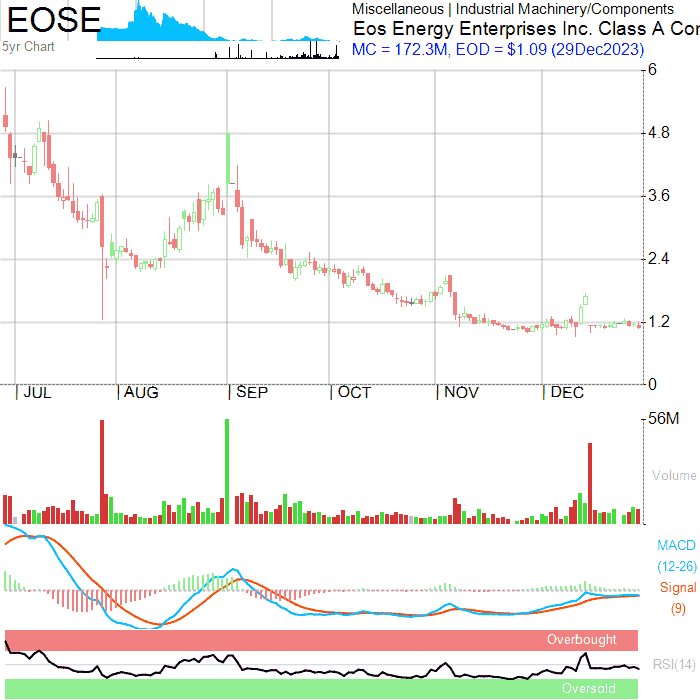 EOSE
5yr Chart
Miscellaneous | Industrial Machinery/Components
Eos Energy Enterprises Inc. Class A Cor
MC = 172.3M, EOD = $1.09 (29Dec2023)
6
4.8
3.6
2.4
1.2
0
| JUL | AUG | SEP | OCT | NOV | DEC
56M
Volume
MACD
(12-26)
Signal
(9)
Overbought
RSI(14)
Oversold